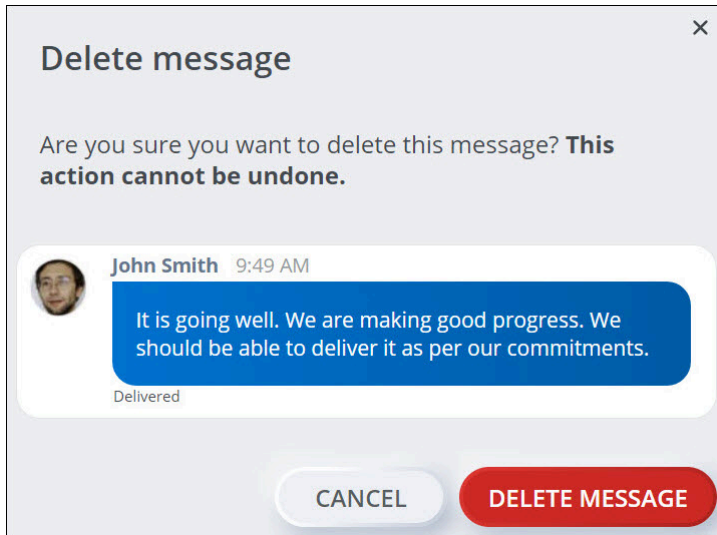 Delete message
Are you sure you want to delete this message? This
action cannot be undone.
John Smith 9:49 AM
It is going well. We are making good progress. We
should be able to deliver it as per our commitments.
Delivered
CANCEL
DELETE MESSAGE